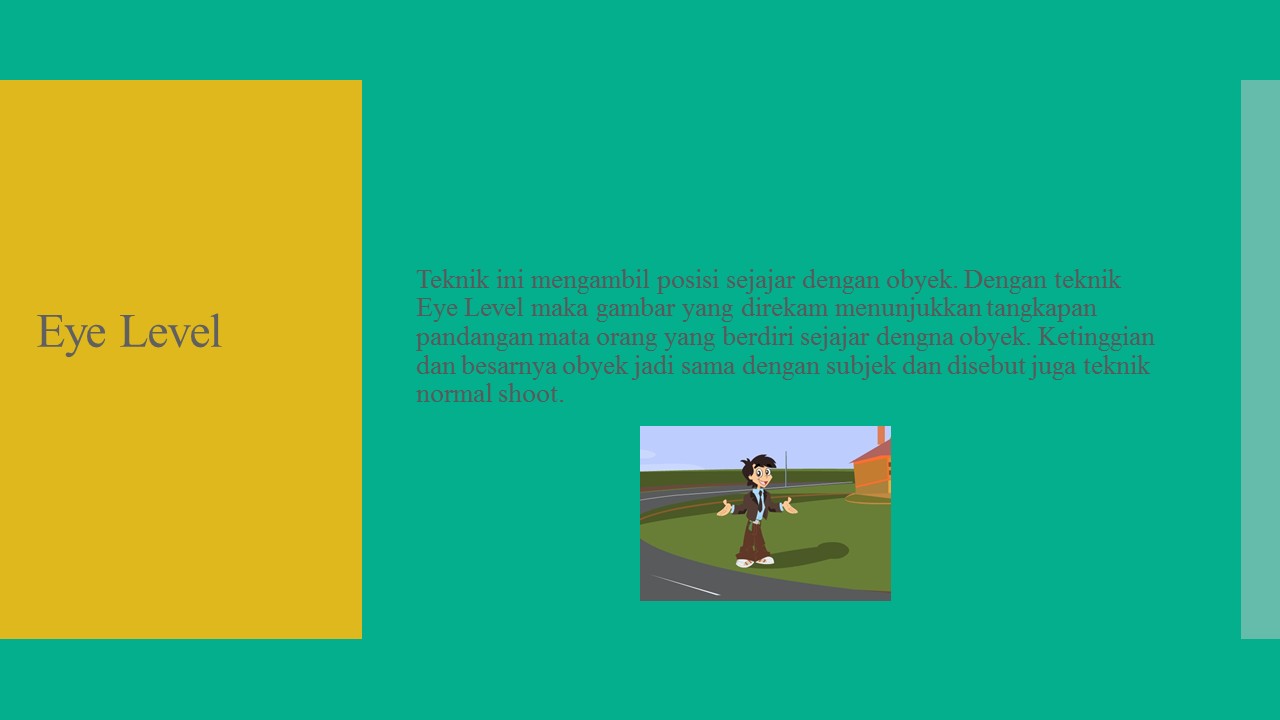 Eye Level
Teknik ini mengambil posisi sejajar dengan obyek. Dengan teknik
Eye Level maka gambar yang direkam menunjukkan tangkapan
pandangan mata orang yang berdiri sejajar dengna obyek. Ketinggian
dan besarnya obyek jadi sama dengan subjek dan disebut juga teknik
normal shoot.